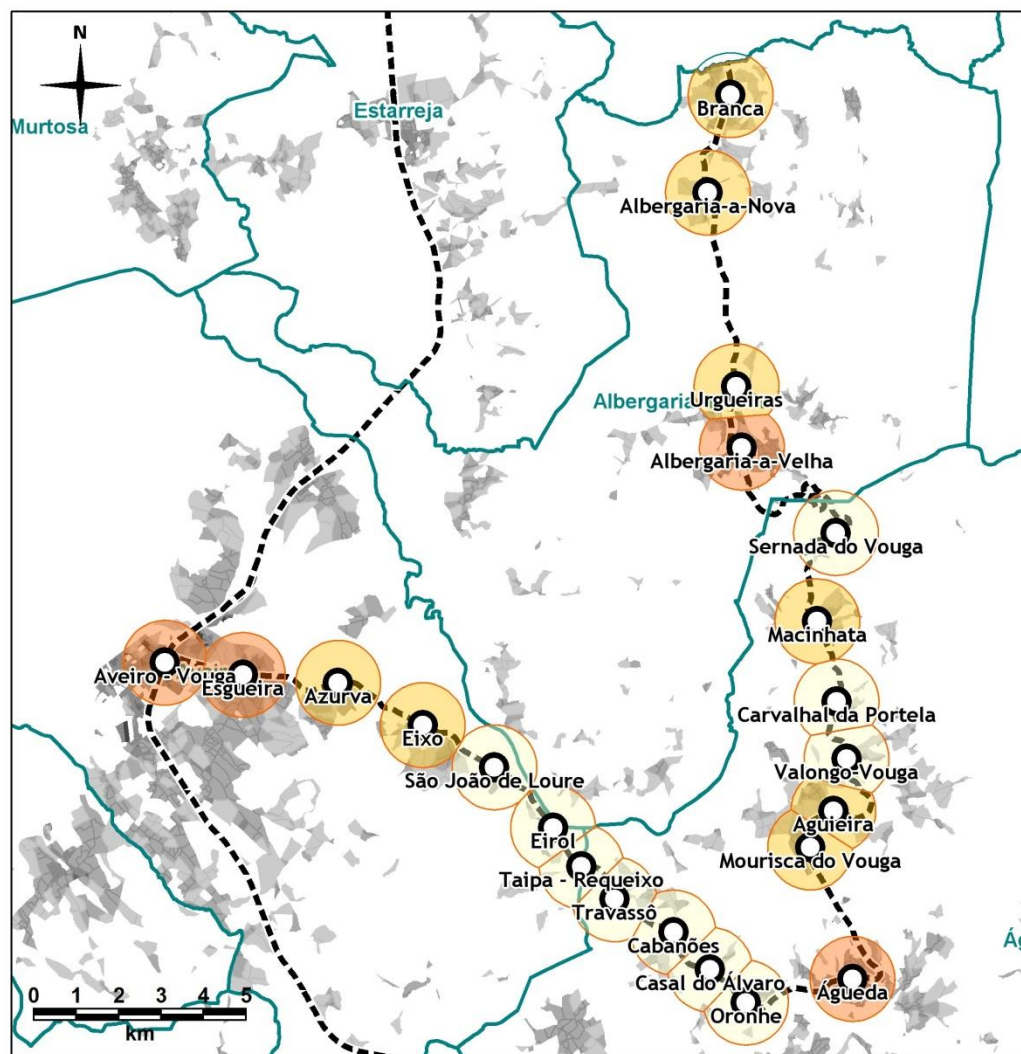 N
Murtosa
Estarreja
Branca
Albergaria-a-Nova
Urgueiras
Albergaria
Albergaria-a-Velha
Sernada do Vouga
Macinhata
Aveiro - Vouga
Esgueira
Azurva
Carvalhal da Portela
Eixo
Valongo-Vouga
São João de Loure
Aguieira
Eirol
Mourisca do Vouga
Taipa - Requeixo
Travassô
Cabanões
Ág
Casal do Álvaro
Águeda
Oronhe
0 1 2 3 4 5
km